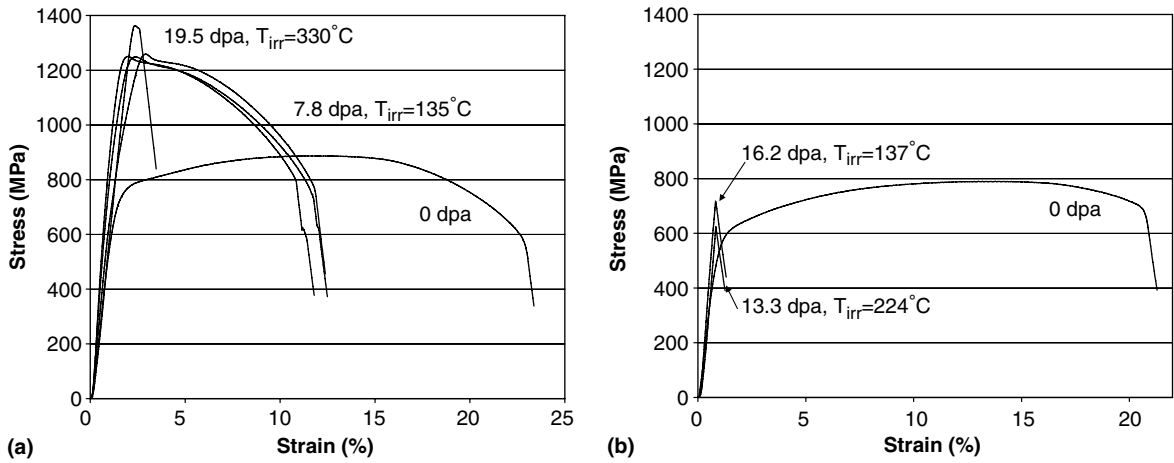 1400
1200
1000
800
600
400
200
0
Stress (MPa)
19.5 dpa, T_irr=330°C
7.8 dpa, T_irr=135°C
0 dpa
0 5 10 15 20 25
Strain (%)
(a)
1400
1200
1000
800
600
400
200
0
Stress (MPa)
16.2 dpa, T_irr=137°C
0 dpa
13.3 dpa, T_irr=224°C
0 5 10 15 20
Strain (%)
(b)